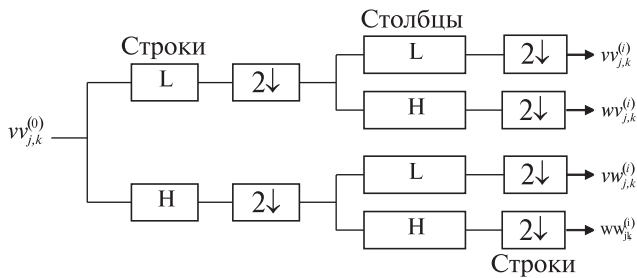 Столбцы
Строки
L 2↓ vv_{j,k}^{(i)}
L 2↓
H 2↓ wv_{j,k}^{(i)}
vv_{j,k}^{(0)}
L 2↓ vw_{j,k}^{(i)}
H 2↓
H 2↓ ww_{jk}^{(i)}
Строки